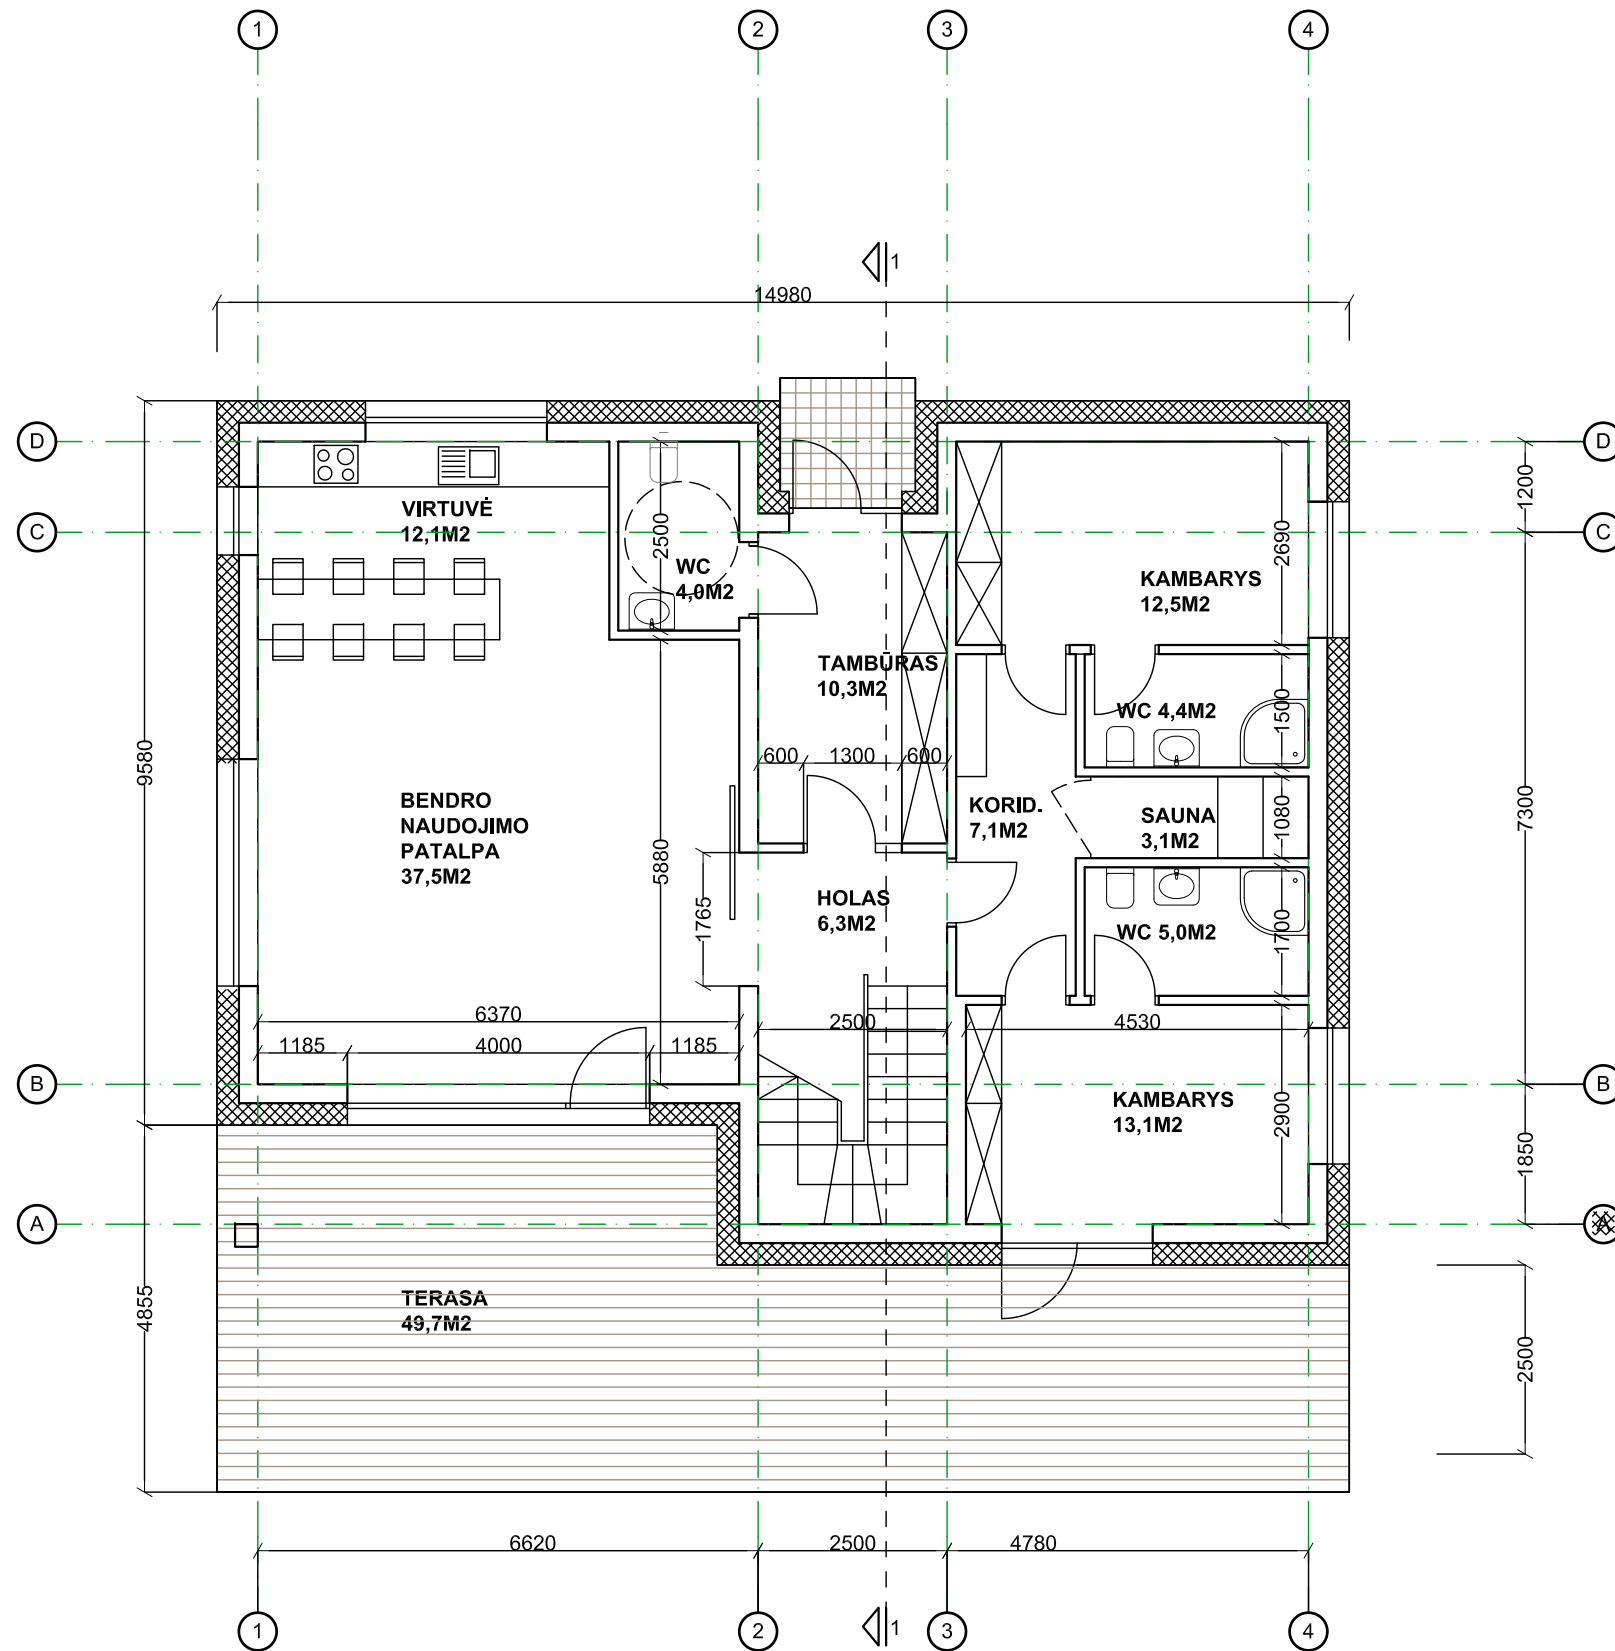 1
2
3
4
1
14980
D
D
VIRTUVĖ
12,1M2
1200
C
C
2500
2690
WC
4,0M2
KAMBARYS
12,5M2
TAMBŪRAS
10,3M2
WC 4,4M2
1500
9580
600
1300
600
BENDRO
NAUDOJIMO
PATALPA
37,5M2
KORID.
7,1M2
SAUNA
3,1M2
1080
7300
5880
HOLAS
6,3M2
1765
WC 5,0M2
1700
6370
2500
4530
1185
4000
1185
B
B
KAMBARYS
13,1M2
2900
1850
A
A
TERASA
49,7M2
4855
2500
6620
2500
4780
1
2
1
3
4